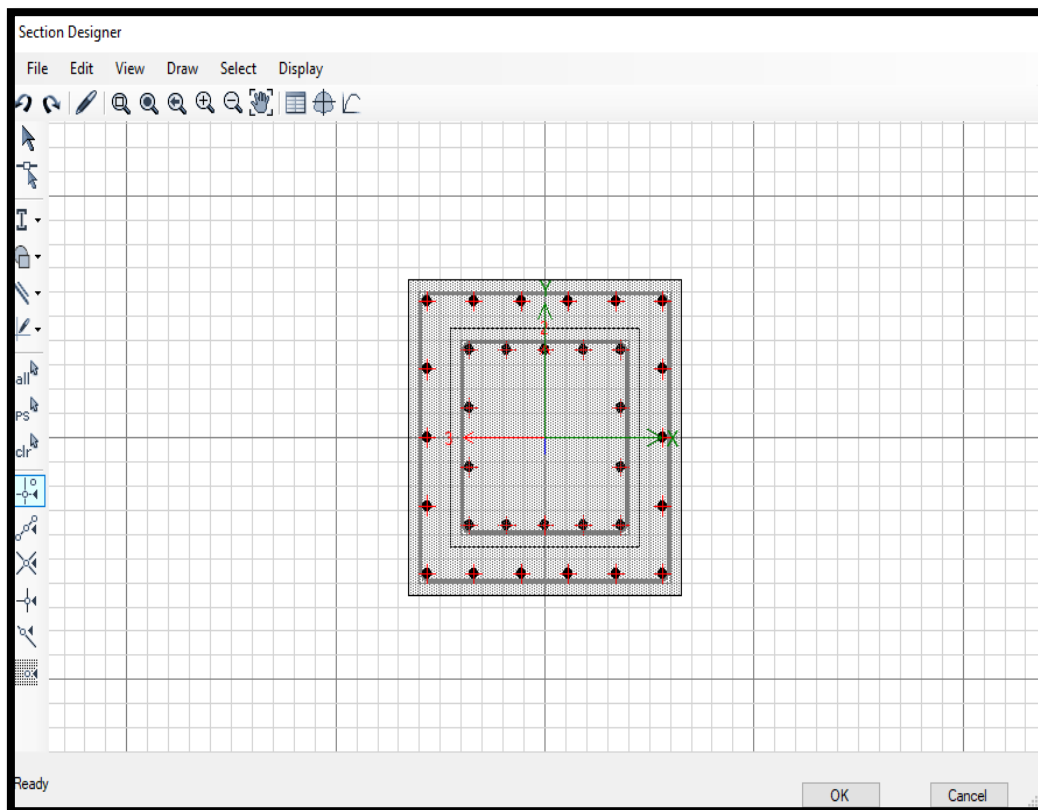 Section Designer
File Edit View Draw Select Display
all
PS
clr
Y
2
3
X
Ready
OK Cancel